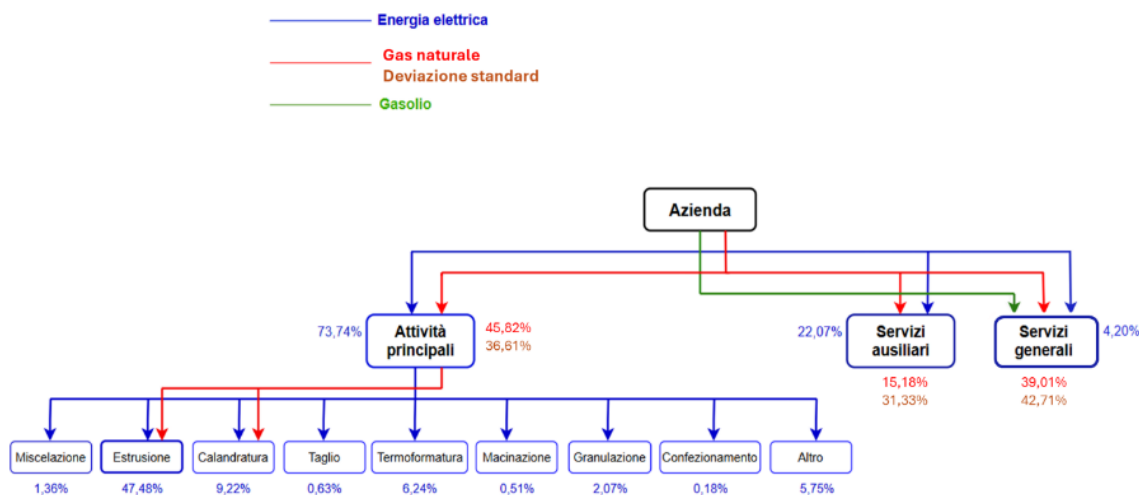 Energia elettrica
Gas naturale
Deviazione standard
Gasolio
Azienda
73,74%
Attività
principali
45,82%
36,61%
22,07%
Servizi
ausiliari
Servizi
generali
4,20%
15,18%
31,33%
39,01%
42,71%
Miscelazione
Estrusione
Calandratura
Taglio
Termoformatura
Macinazione
Granulazione
Confezionamento
Altro
1,36%
47,48%
9,22%
0,63%
6,24%
0,51%
2,07%
0,18%
5,75%